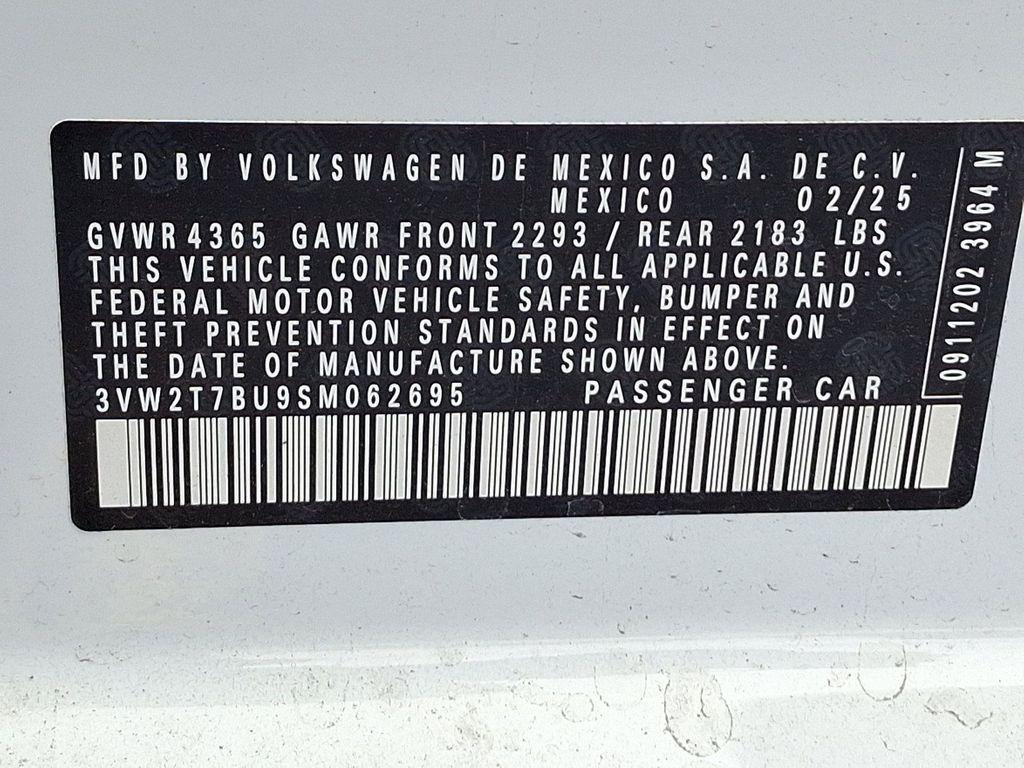 MFD BY VOLKSWAGEN DE MEXICO S.A. DE C.V.
MEXICO 02/25
GVWR 4365 GAWR FRONT 2293 / REAR 2183 LBS
THIS VEHICLE CONFORMS TO ALL APPLICABLE U.S.
FEDERAL MOTOR VEHICLE SAFETY, BUMPER AND
THEFT PREVENTION STANDARDS IN EFFECT ON
THE DATE OF MANUFACTURE SHOWN ABOVE.
3VW2T7BU9SM062695 PASSENGER CAR
0911202 3964 M